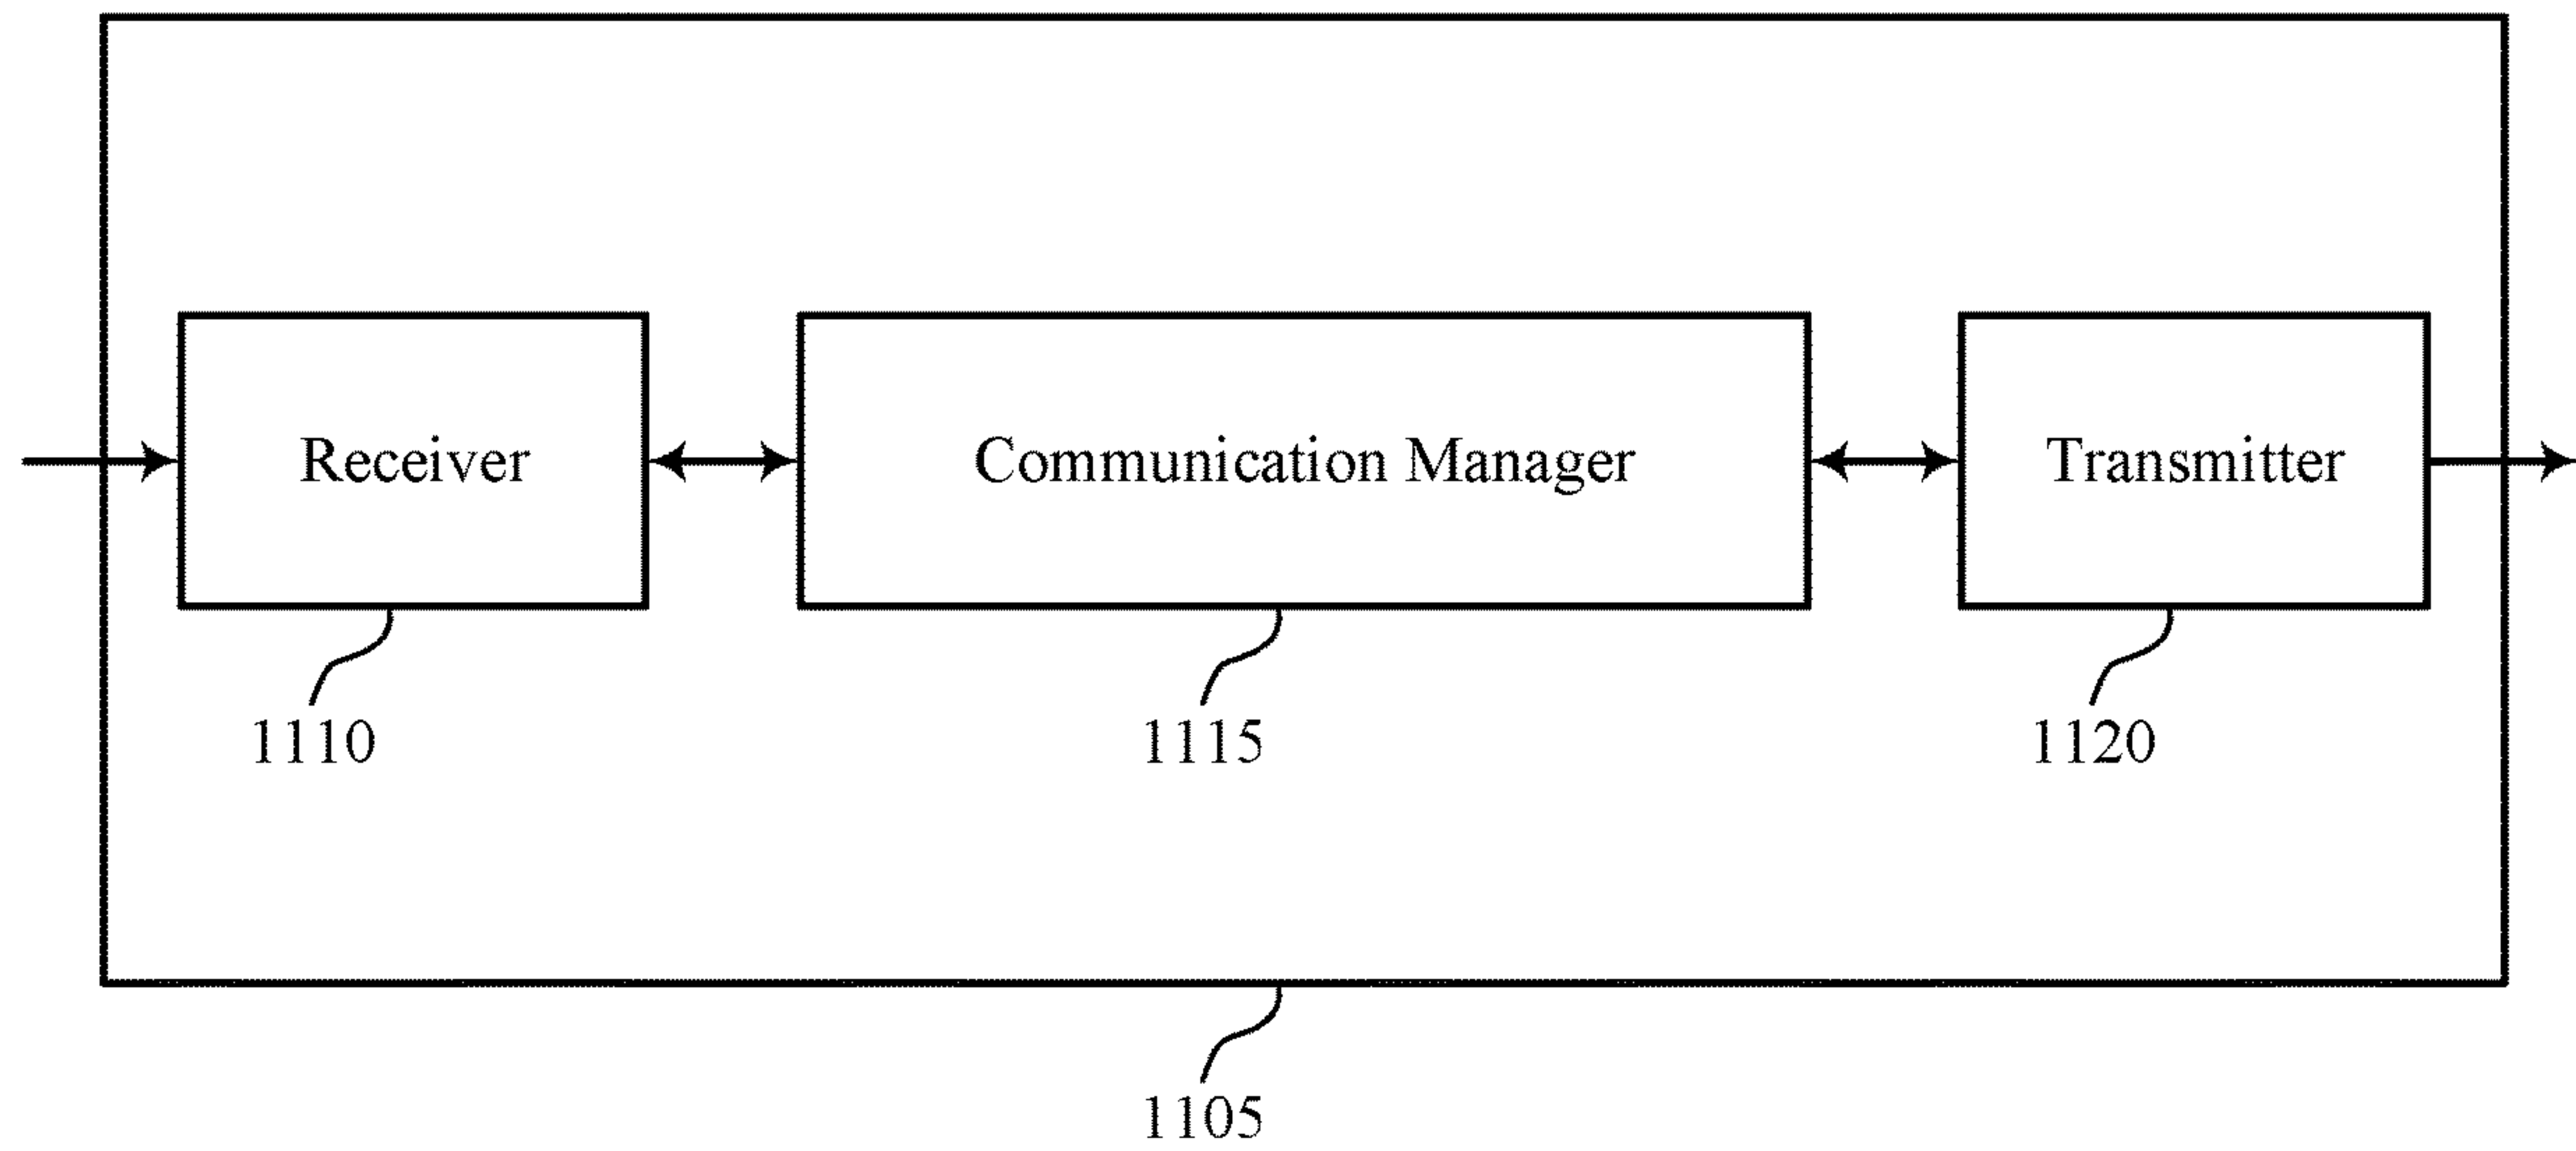 Receiver
Communication Manager
Transmitter
1110
1115
1120
1105